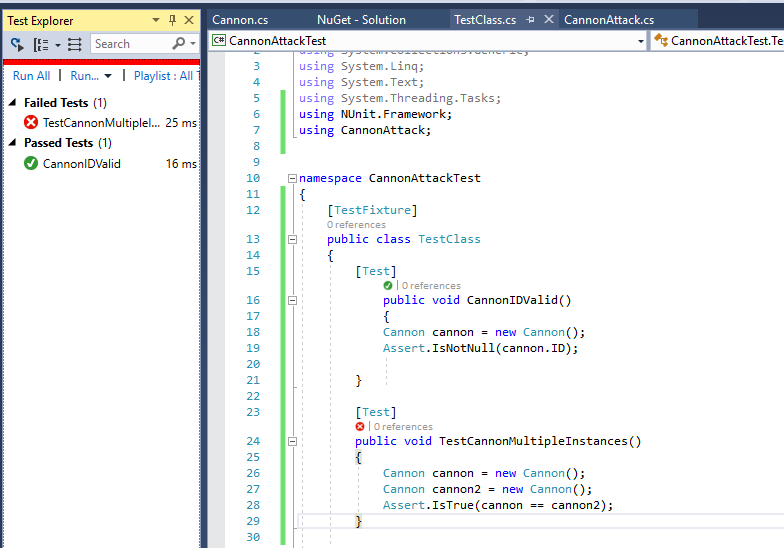 Test Explorer
Search
Run All | Run... | Playlist : All T
Failed Tests (1)
TestCannonMultipleI... 25 ms
Passed Tests (1)
CannonIDValid 16 ms
Cannon.cs NuGet - Solution TestClass.cs CannonAttack.cs
C# CannonAttackTest CannonAttackTest.Te
2 using System.Collections.Generic;
3 using System.Linq;
4 using System.Text;
5 using System.Threading.Tasks;
6 using NUnit.Framework;
7 using CannonAttack;
8
9
10 namespace CannonAttackTest
11 {
12 [TestFixture]
0 references
13 public class TestClass
14 {
15 [Test]
| 0 references
16 public void CannonIDValid()
17 {
18 Cannon cannon = new Cannon();
19 Assert.IsNotNull(cannon.ID);
20
21 }
22
23 [Test]
| 0 references
24 public void TestCannonMultipleInstances()
25 {
26 Cannon cannon = new Cannon();
27 Cannon cannon2 = new Cannon();
28 Assert.IsTrue(cannon == cannon2);
29 }
30